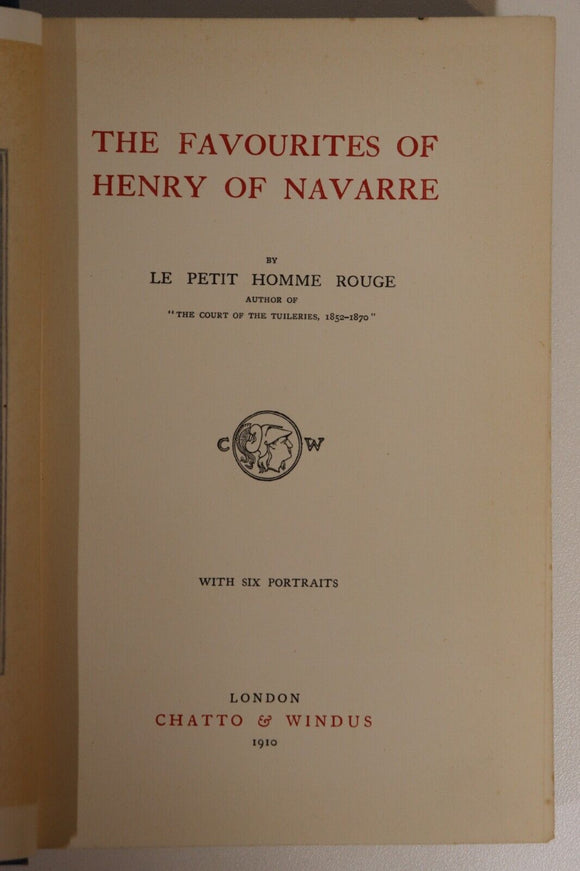 THE FAVOURITES OF
HENRY OF NAVARRE
BY
LE PETIT HOMME ROUGE
AUTHOR OF
"THE COURT OF THE TUILERIES, 1852–1870"
C W
WITH SIX PORTRAITS
LONDON
CHATTO & WINDUS
1910